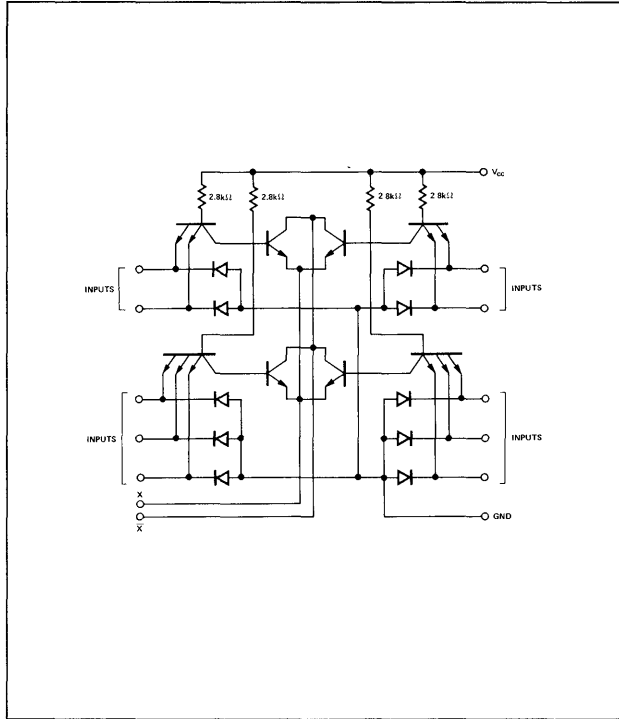 Vcc
2.8kΩ
2.8kΩ
2 8kΩ
2 8kΩ
INPUTS
INPUTS
INPUTS
INPUTS
X
X̅
GND